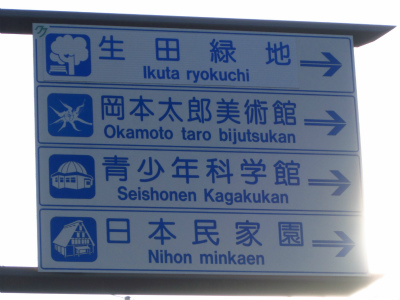 生田緑地
Ikuta ryokuchi
岡本太郎美術館
Okamoto taro bijutsukan
青少年科学館
Seishonen Kagakukan
日本民家園
Nihon minkaen